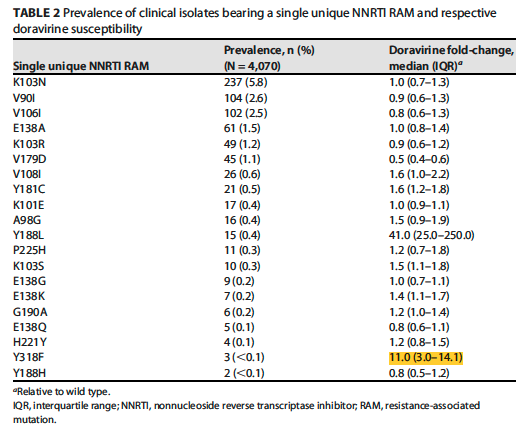 TABLE 2 Prevalence of clinical isolates bearing a single unique NNRTI RAM and respective
doravirine susceptibility
Single unique NNRTI RAM Prevalence, n (%) (N = 4,070) Doravirine fold-change, median (IQR)a
K103N 237 (5.8) 1.0 (0.7–1.3)
V90I 104 (2.6) 0.9 (0.6–1.3)
V106I 102 (2.5) 0.8 (0.6–1.3)
E138A 61 (1.5) 1.0 (0.8–1.4)
K103R 49 (1.2) 0.9 (0.6–1.2)
V179D 45 (1.1) 0.5 (0.4–0.6)
V108I 26 (0.6) 1.6 (1.0–2.2)
Y181C 21 (0.5) 1.6 (1.2–1.8)
K101E 17 (0.4) 1.0 (0.9–1.1)
A98G 16 (0.4) 1.5 (0.9–1.9)
Y188L 15 (0.4) 41.0 (25.0–250.0)
P225H 11 (0.3) 1.2 (0.7–1.8)
K103S 10 (0.3) 1.5 (1.1–1.8)
E138G 9 (0.2) 1.0 (0.7–1.1)
E138K 7 (0.2) 1.4 (1.1–1.7)
G190A 6 (0.2) 1.2 (1.0–1.4)
E138Q 5 (0.1) 0.8 (0.6–1.1)
H221Y 4 (0.1) 1.2 (0.8–1.5)
Y318F 3 (<0.1) 11.0 (3.0–14.1)
Y188H 2 (<0.1) 0.8 (0.5–1.2)
aRelative to wild type.
IQR, interquartile range; NNRTI, nonnucleoside reverse transcriptase inhibitor; RAM, resistance-associated
mutation.